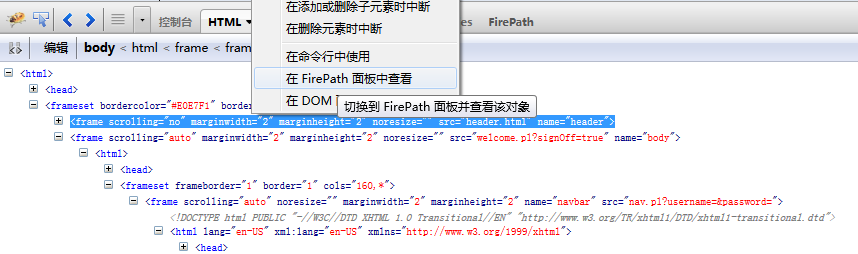 在添加或删除子元素时中断
控制台 HTML es FirePath
在删除元素时中断
编辑 body < html < frame < fram
在命令行中使用
在 FirePath 面板中查看
在 DOM
切换到 FirePath 面板并查看该对象
<html>
<head>
<frameset bordercolor="#E0E7F1" bord
<frame scrolling="no" marginwidth="2" marginheight="2" noresize="" src="header.html" name="header">
<frame scrolling="auto" marginwidth="2" marginheight="2" noresize="" src="welcome.pl?signOff=true" name="body">
<html>
<head>
<frameset frameborder="1" border="1" cols="160,*">
<frame scrolling="auto" noresize="" marginwidth="2" marginheight="2" name="navbar" src="nav.pl?username=&password=">
<!DOCTYPE html PUBLIC "-//W3C//DTD XHTML 1.0 Transitional//EN" "http://www.w3.org/TR/xhtml1/DTD/xhtml1-transitional.dtd">
<html lang="en-US" xml:lang="en-US" xmlns="http://www.w3.org/1999/xhtml">
<head>